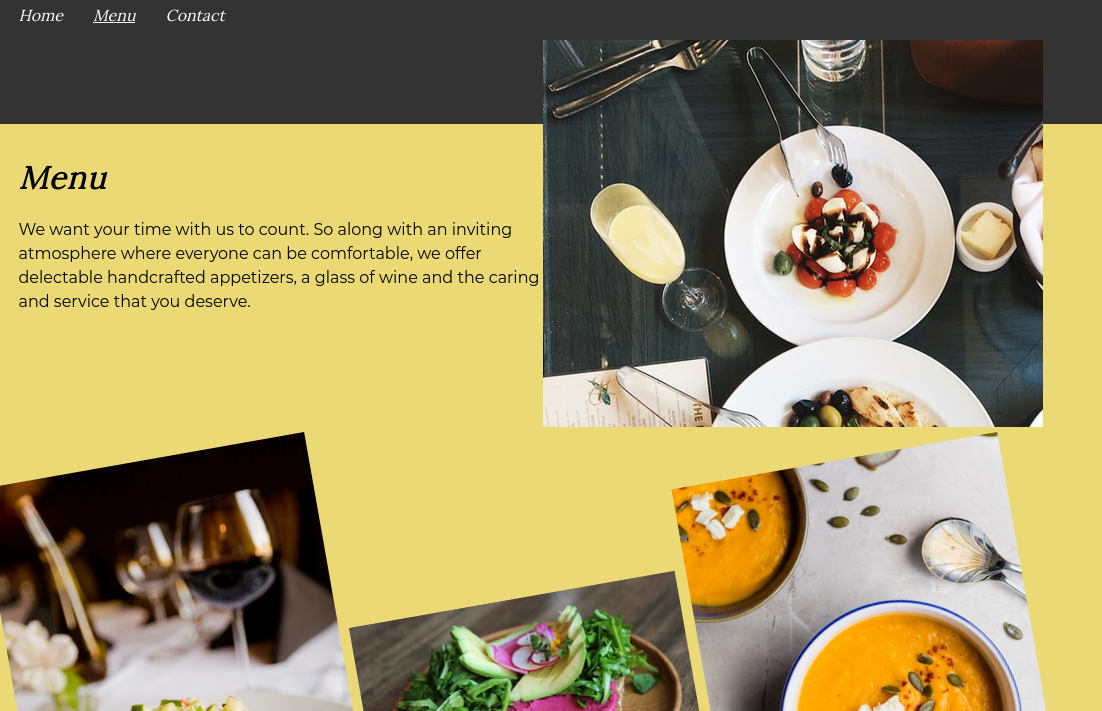 Home Menu Contact
Menu
We want your time with us to count. So along with an inviting
atmosphere where everyone can be comfortable, we offer
delectable handcrafted appetizers, a glass of wine and the caring
and service that you deserve.
THE